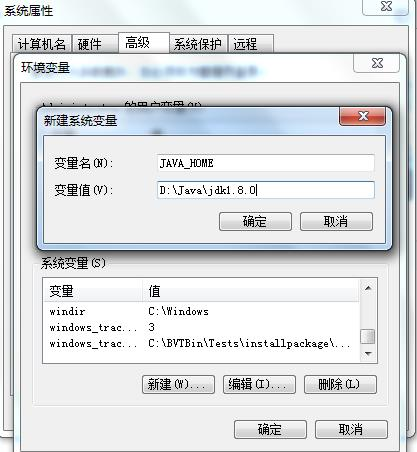 系统属性
计算机名 硬件 高级 系统保护 远程
环境变量
的用户变量(U)
新建系统变量
变量名(N): JAVA_HOME
变量值(V): D:\Java\jdk1.8.0
确定 取消
系统变量(S)
变量 值
windir C:\Windows
windows_trac... 3
windows_trac... C:\BVTBin\Tests\installpackage\...
新建(W)... 编辑(I)... 删除(L)
确定 取消